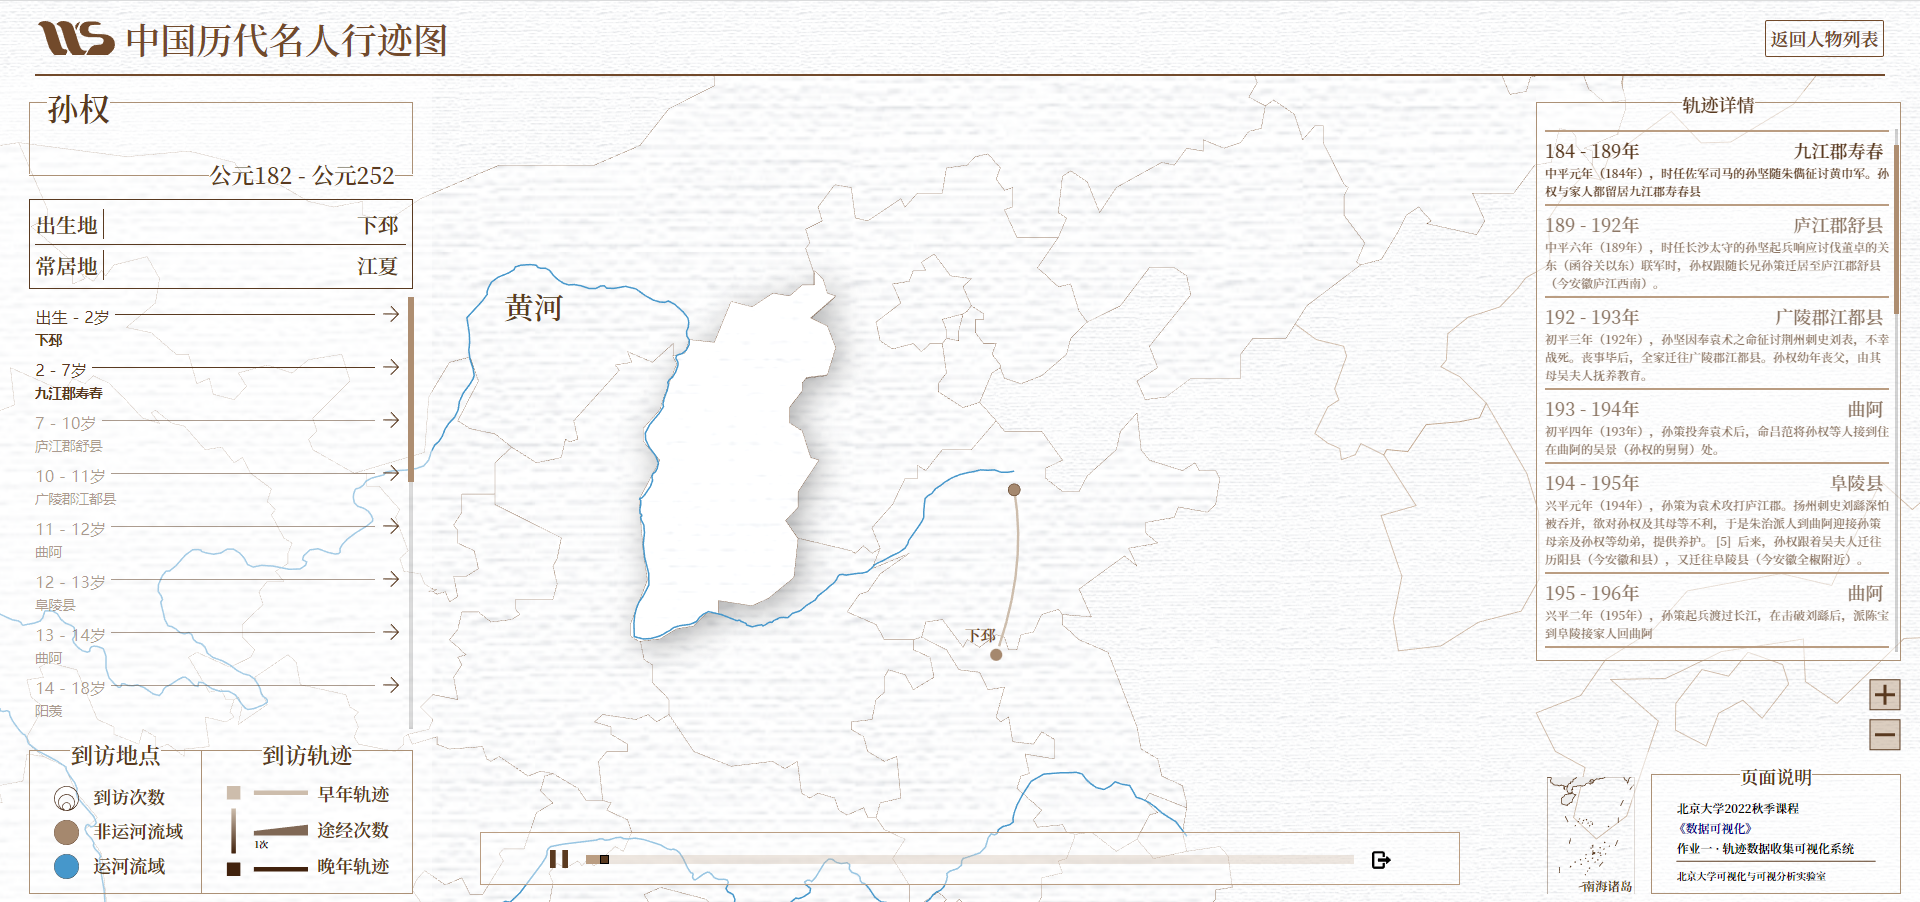 中国历代名人行迹图
返回人物列表
孙权
公元182 - 公元252
出生地
下邳
常居地
江夏
出生 - 2岁
下邳
2 - 7岁
九江郡寿春
7 - 10岁
庐江郡舒县
10 - 11岁
广陵郡江都县
11 - 12岁
曲阿
12 - 13岁
阜陵县
13 - 14岁
曲阿
14 - 18岁
阳羡
到访地点
到访次数
非运河流域
运河流域
到访轨迹
早年轨迹
途经次数
1次
晚年轨迹
黄河
下邳
轨迹详情
184 - 189年
九江郡寿春
中平元年（184年），时任佐军司马的孙坚随朱儁征讨黄巾军。孙
权与家人都留居九江郡寿春县
189 - 192年
庐江郡舒县
中平六年（189年），时任长沙太守的孙坚起兵响应讨伐董卓的关
东（函谷关以东）联军时，孙权跟随长兄孙策迁居至庐江郡舒县
（今安徽庐江西南）。
192 - 193年
广陵郡江都县
初平三年（192年），孙坚因奉袁术之命征讨荆州刺史刘表，不幸
战死。丧事毕后，全家迁往广陵郡江都县。孙权幼年丧父，由其
母吴夫人抚养教育。
193 - 194年
曲阿
初平四年（193年），孙策投奔袁术后，命吕范将孙权等人接到住
在曲阿的吴景（孙权的舅舅）处。
194 - 195年
阜陵县
兴平元年（194年），孙策为袁术攻打庐江郡。扬州刺史刘繇深怕
被吞并，欲对孙权及其母等不利，于是朱治派人到曲阿迎接孙策
母亲及孙权等幼弟，提供养护。 [5] 后来，孙权跟着吴夫人迁往
历阳县（今安徽和县），又迁往阜陵县（今安徽全椒附近）。
195 - 196年
曲阿
兴平二年（195年），孙策起兵渡过长江，在击破刘繇后，派陈宝
到阜陵接家人回曲阿
南海诸岛
页面说明
北京大学2022秋季课程
《数据可视化》
作业一 · 轨迹数据收集可视化系统
北京大学可视化与可视分析实验室